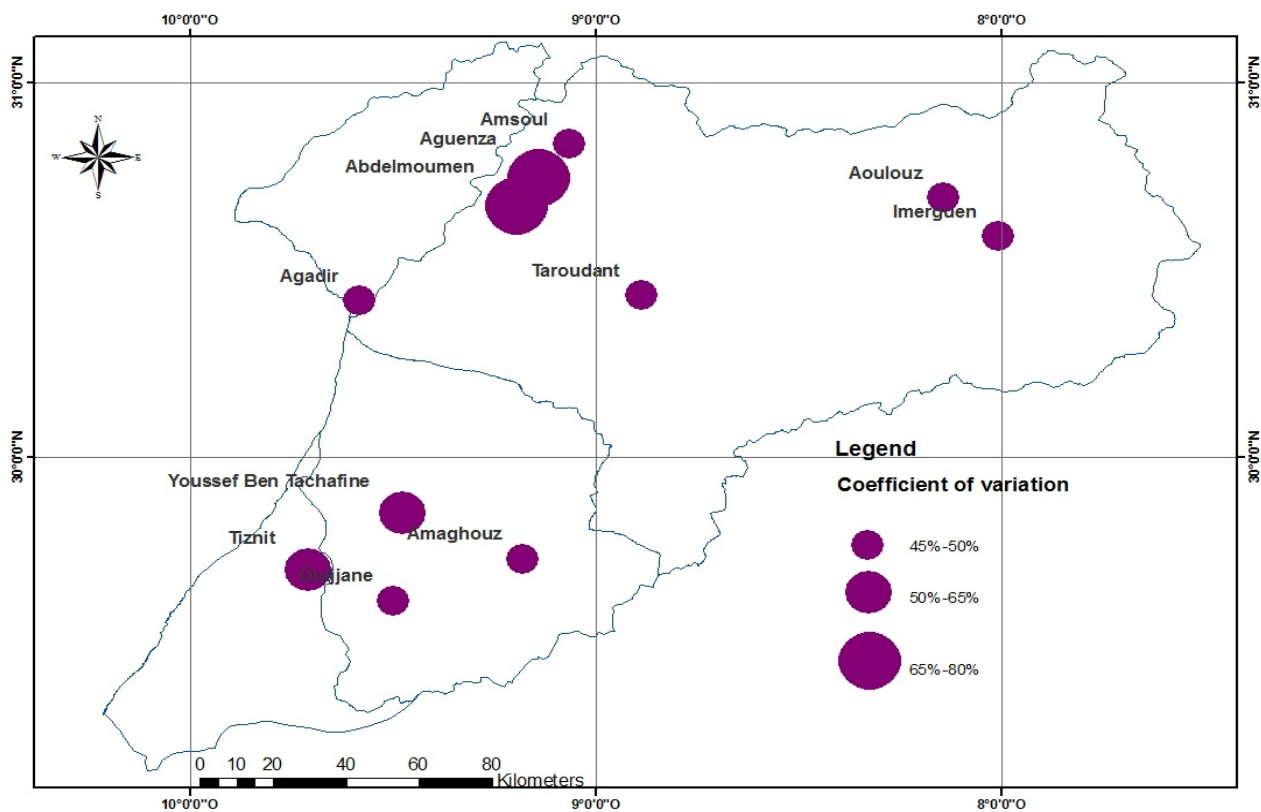 10°0'0"O 9°0'0"O 8°0'0"O
31°0'0"N 31°0'0"N
N
W E
S
Amsoul
Aguenza
Abdelmoumen
Aoulouz
Imerguen
Agadir
Taroudant
30°0'0"N 30°0'0"N
Youssef Ben Tachafine
Tiznit
Amaghouz
Ouijjane
Legend
Coefficient of variation
45%-50%
50%-65%
65%-80%
0 10 20 40 60 80
Kilometers
10°0'0"O 9°0'0"O 8°0'0"O